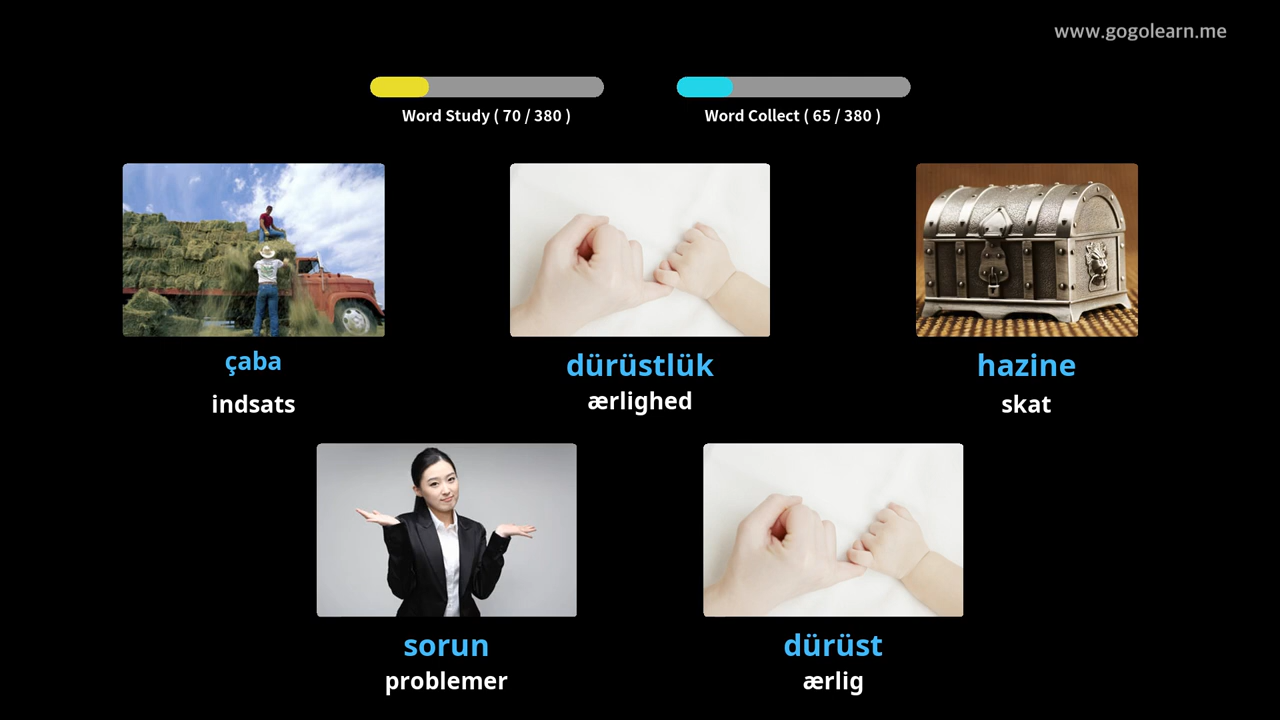 www.gogolearn.me
Word Study ( 70 / 380 )
Word Collect ( 65 / 380 )
çaba
indsats
dürüstlük
ærlighed
hazine
skat
sorun
problemer
dürüst
ærlig